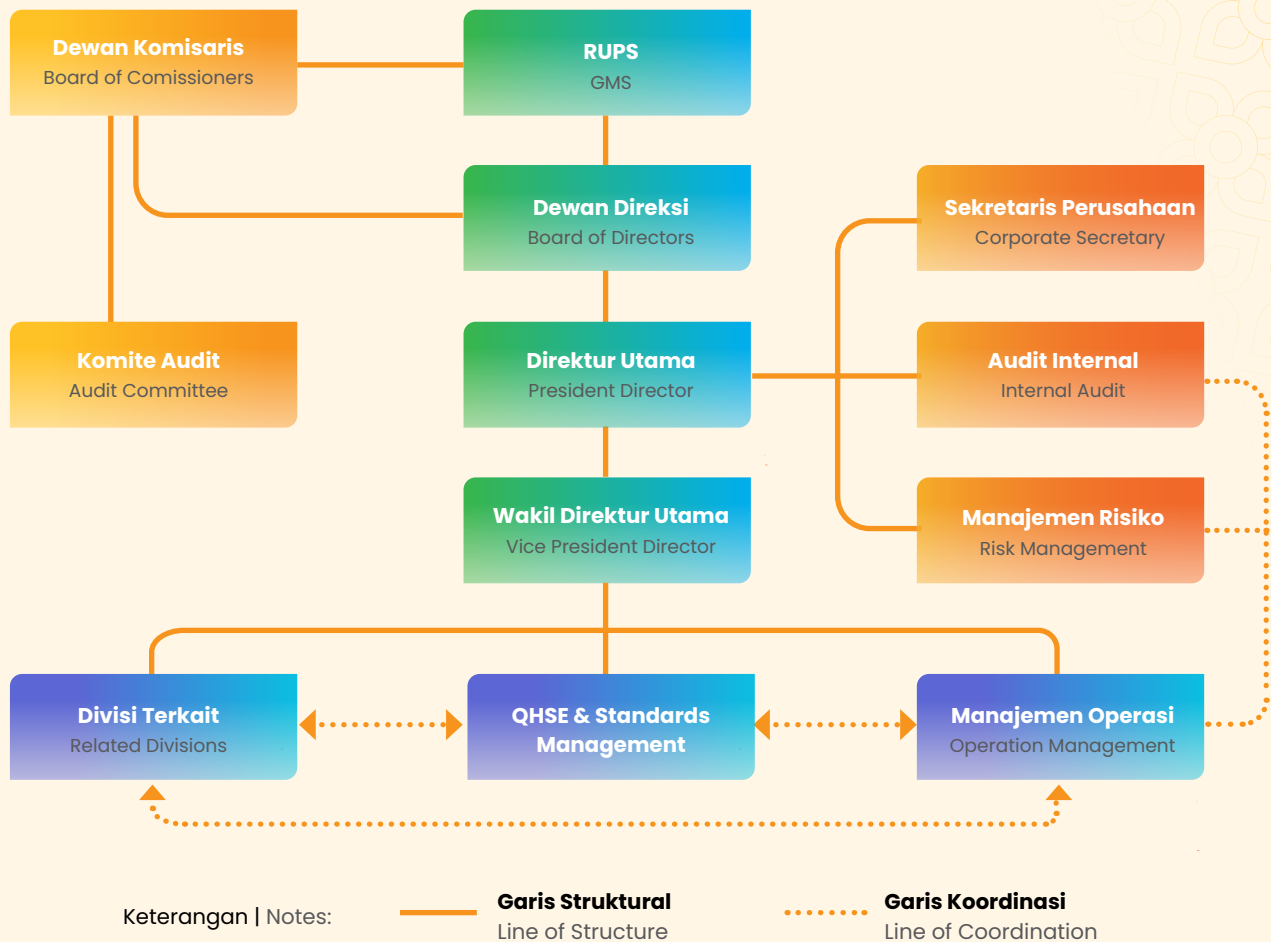 Dewan Komisaris
Board of Comissioners
RUPS
GMS
Dewan Direksi
Board of Directors
Sekretaris Perusahaan
Corporate Secretary
Komite Audit
Audit Committee
Direktur Utama
President Director
Audit Internal
Internal Audit
Wakil Direktur Utama
Vice President Director
Manajemen Risiko
Risk Management
Divisi Terkait
Related Divisions
QHSE & Standards
Management
Manajemen Operasi
Operation Management
Keterangan | Notes:
Garis Struktural
Line of Structure
Garis Koordinasi
Line of Coordination